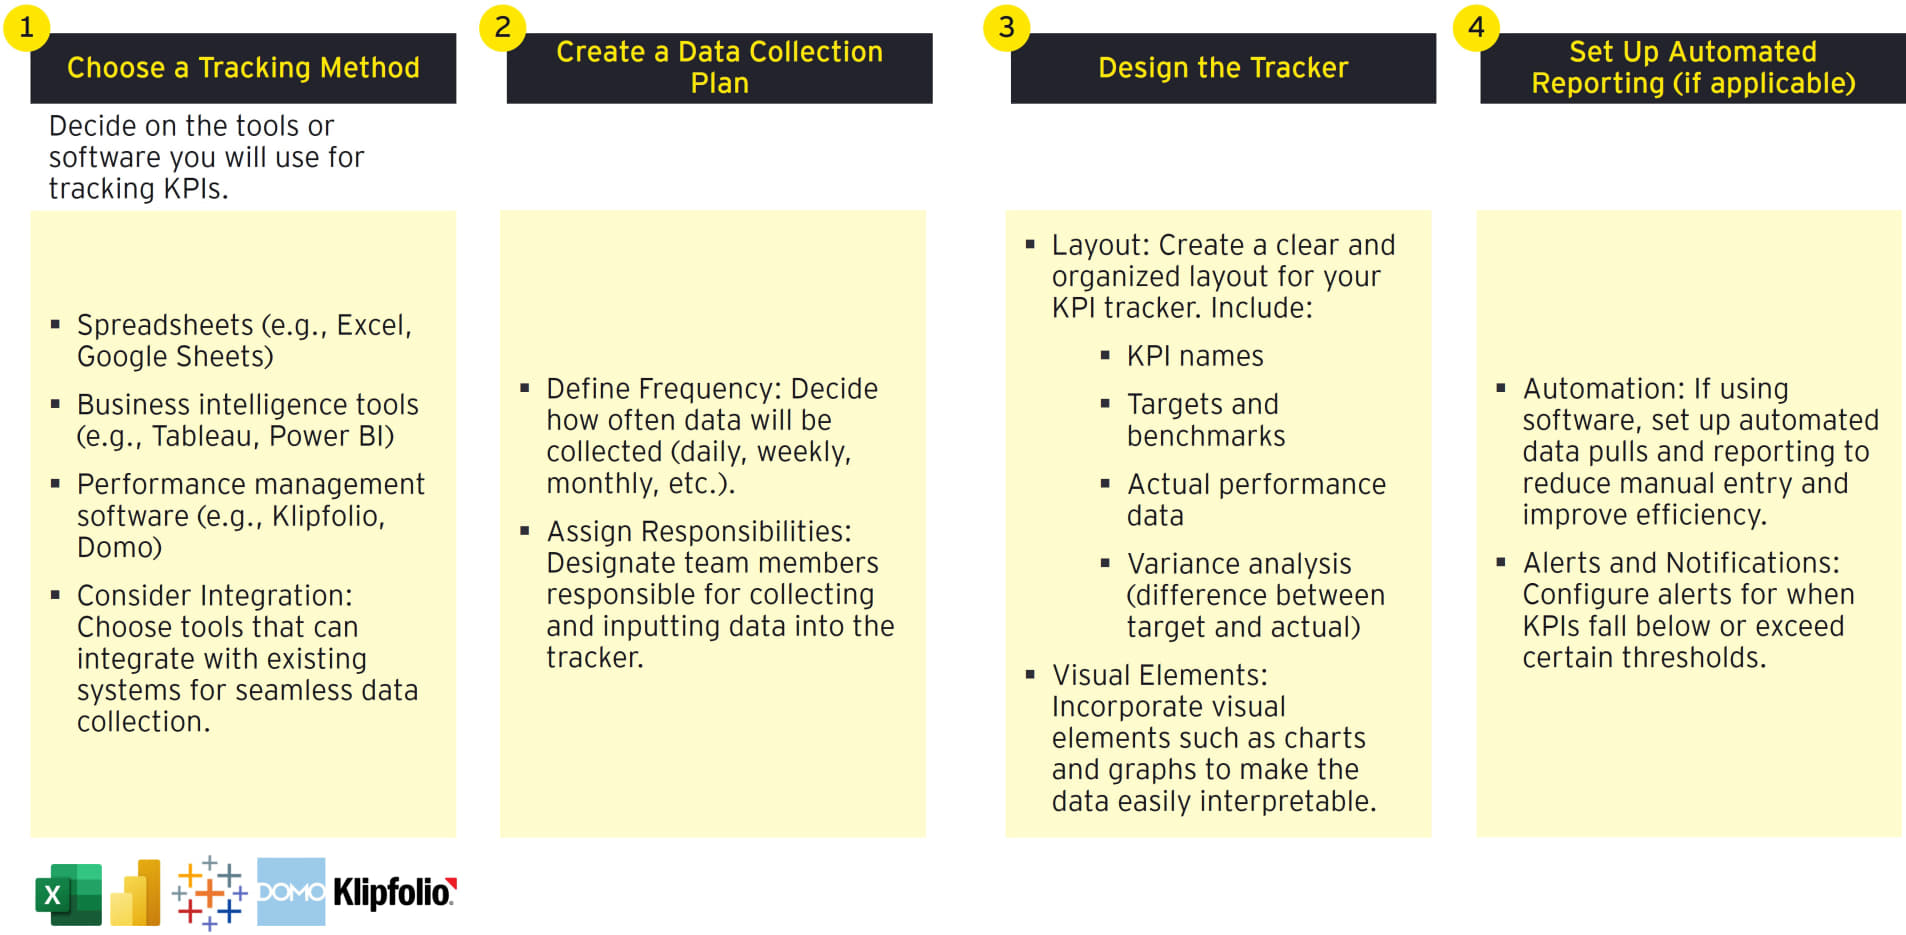 1
Choose a Tracking Method
Decide on the tools or
software you will use for
tracking KPIs.
▪ Spreadsheets (e.g., Excel,
Google Sheets)
▪ Business intelligence tools
(e.g., Tableau, Power BI)
▪ Performance management
software (e.g., Klipfolio,
Domo)
▪ Consider Integration:
Choose tools that can
integrate with existing
systems for seamless data
collection.
X
DOMO
Klipfolio
2
Create a Data Collection
Plan
▪ Define Frequency: Decide
how often data will be
collected (daily, weekly,
monthly, etc.).
▪ Assign Responsibilities:
Designate team members
responsible for collecting
and inputting data into the
tracker.
3
Design the Tracker
▪ Layout: Create a clear and
organized layout for your
KPI tracker. Include:
▪ KPI names
▪ Targets and
benchmarks
▪ Actual performance
data
▪ Variance analysis
(difference between
target and actual)
▪ Visual Elements:
Incorporate visual
elements such as charts
and graphs to make the
data easily interpretable.
4
Set Up Automated
Reporting (if applicable)
▪ Automation: If using
software, set up automated
data pulls and reporting to
reduce manual entry and
improve efficiency.
▪ Alerts and Notifications:
Configure alerts for when
KPIs fall below or exceed
certain thresholds.